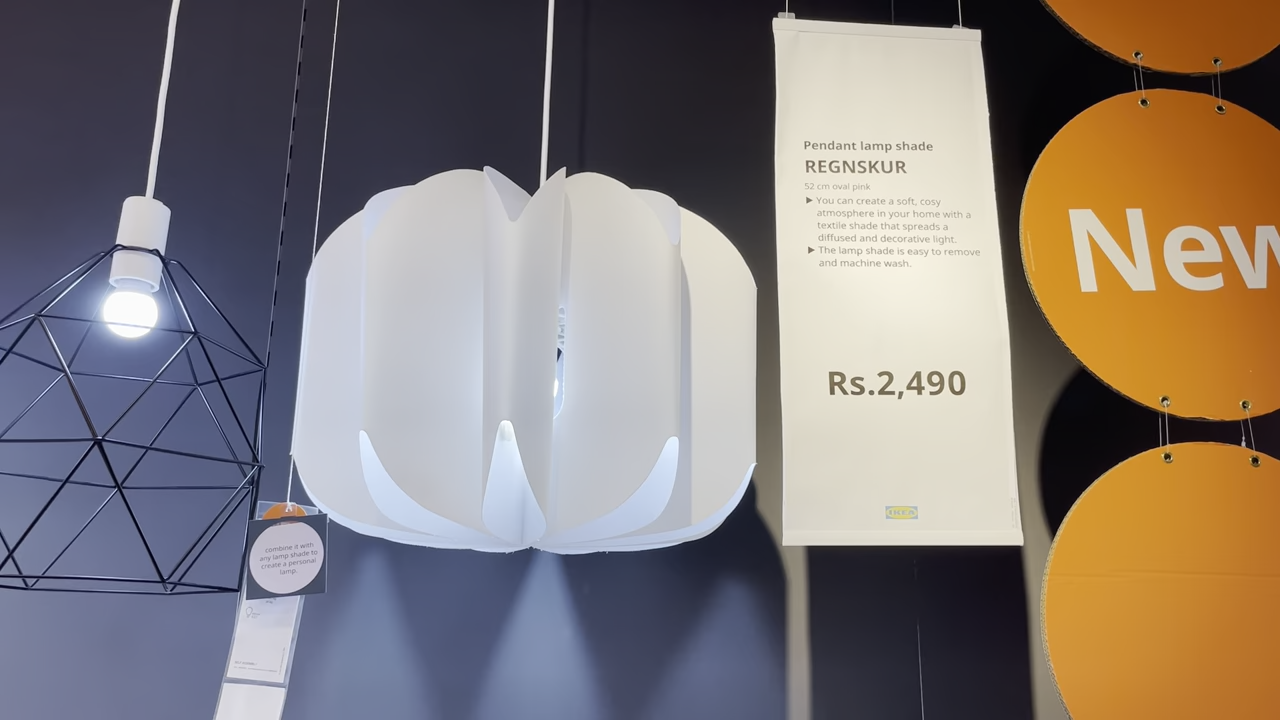 Pendant lamp shade
REGNSKUR
52 cm oval pink
▶ You can create a soft, cosy
atmosphere in your home with a
textile shade that spreads a
diffused and decorative light.
▶ The lamp shade is easy to remove
and machine wash.
Rs.2,490
IKEA
New
combine it with
any lamp shade to
create a personal
lamp.